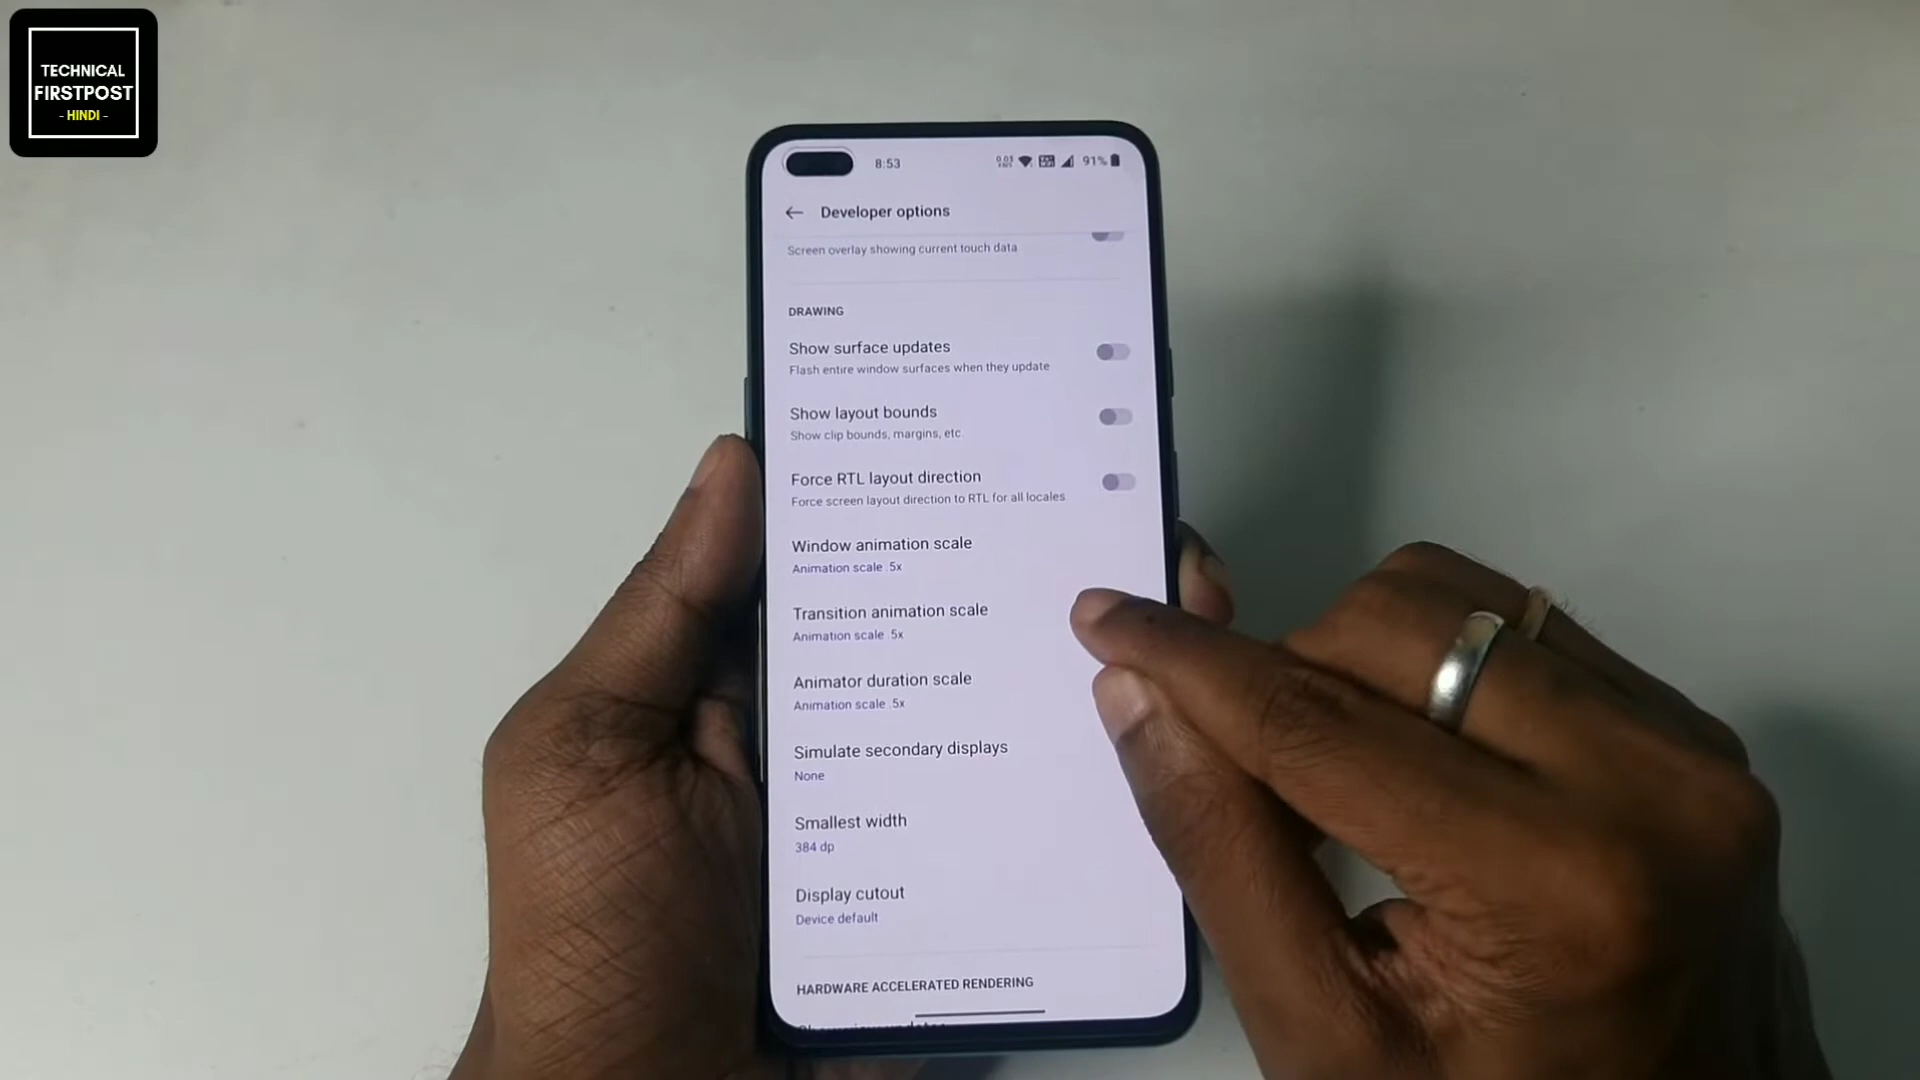 TECHNICAL
FIRSTPOST
- HINDI -
8:53
91%
Developer options
Screen overlay showing current touch data
DRAWING
Show surface updates
Flash entire window surfaces when they update
Show layout bounds
Show clip bounds, margins, etc.
Force RTL layout direction
Force screen layout direction to RTL for all locales
Window animation scale
Animation scale .5x
Transition animation scale
Animation scale .5x
Animator duration scale
Animation scale .5x
Simulate secondary displays
None
Smallest width
384 dp
Display cutout
Device default
HARDWARE ACCELERATED RENDERING